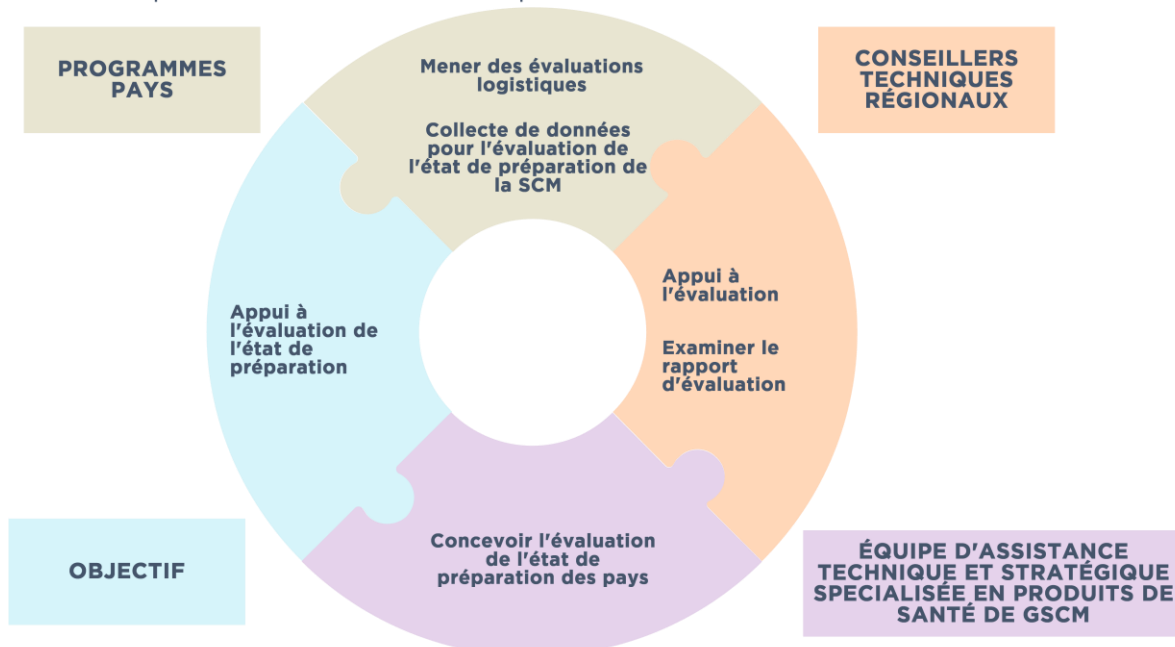 PROGRAMMES
PAYS
Mener des évaluations
logistiques
Collecte de données
pour l'évaluation de
l'état de préparation de
la SCM
CONSEILLERS
TECHNIQUES
RÉGIONAUX
Appui à
l'évaluation de
l'état de
préparation
Appui à
l'évaluation
Examiner le
rapport
d'évaluation
Concevoir l'évaluation
de l'état de
préparation des pays
OBJECTIF
ÉQUIPE D'ASSISTANCE
TECHNIQUE ET STRATÉGIQUE
SPECIALISÉE EN PRODUITS DE
SANTÉ DE GSCM